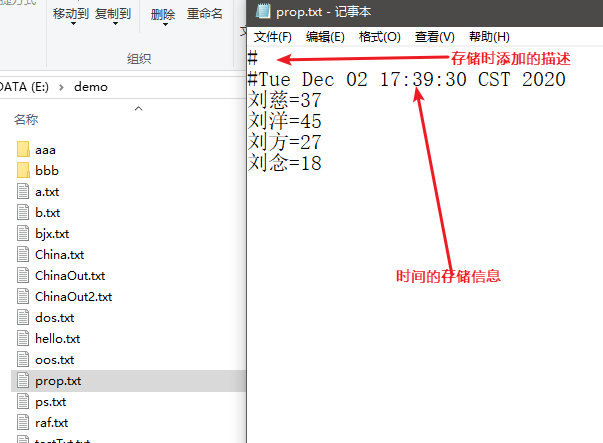 移动到 复制到 删除 重命名
组织
DATA (E:) > demo
名称
aaa
bbb
a.txt
b.txt
bjx.txt
China.txt
ChinaOut.txt
ChinaOut2.txt
dos.txt
hello.txt
oos.txt
prop.txt
ps.txt
raf.txt
prop.txt - 记事本
文件(F) 编辑(E) 格式(O) 查看(V) 帮助(H)
#
存储时添加的描述
#Tue Dec 02 17:39:30 CST 2020
刘慈=37
刘洋=45
刘方=27
刘念=18
时间的存储信息